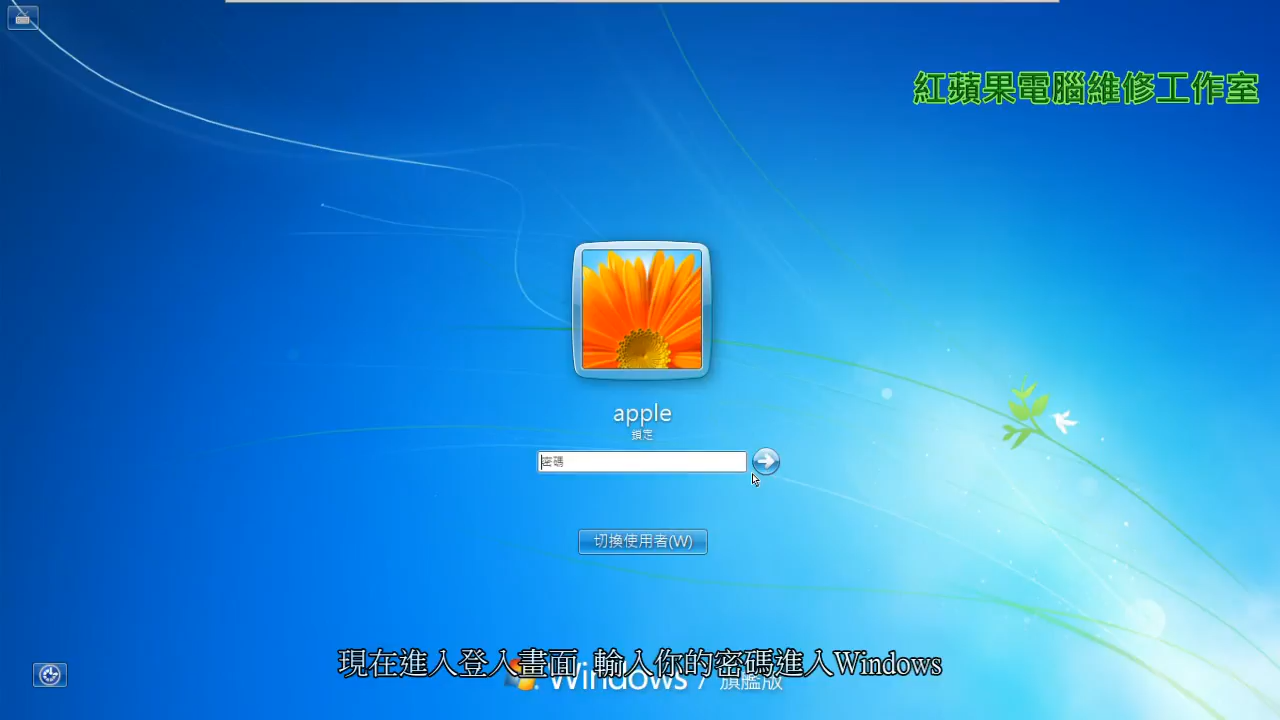 紅蘋果電腦維修工作室
apple
鎖定
密碼
切換使用者(W)
現在進入登入畫面,輸入你的密碼進入Windows
Windows 7 旗艦版